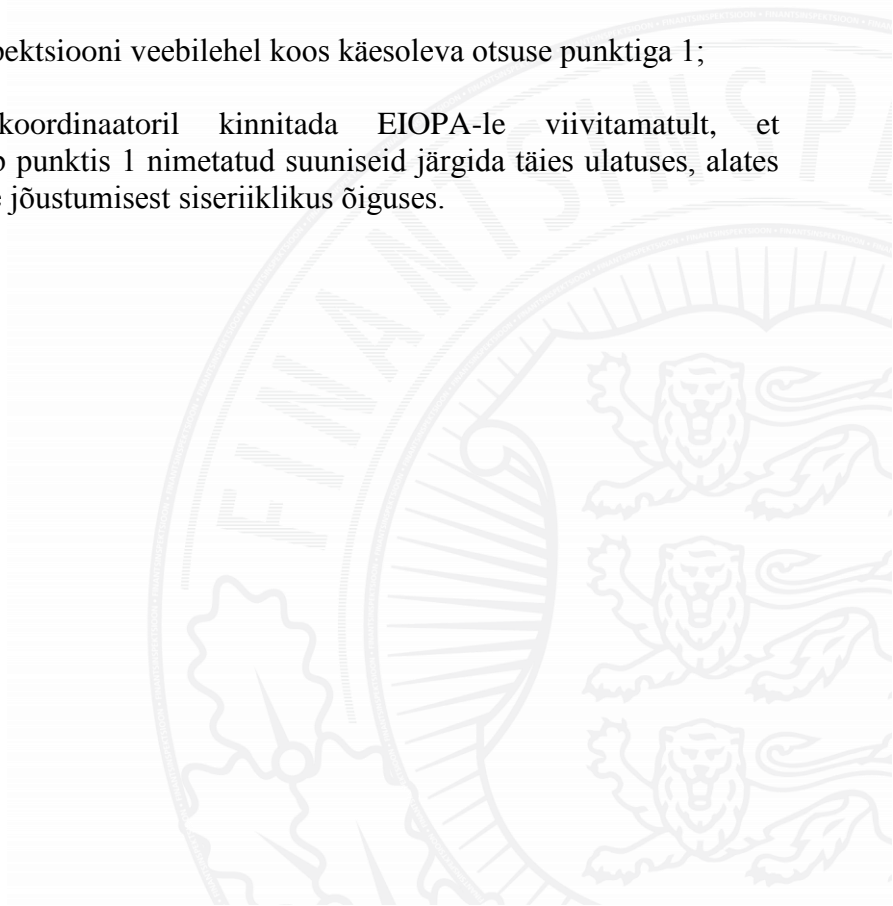 pektsiooni veebilehel koos käesoleva otsuse punktiga 1;
koordinaatoril kinnitada EIOPA-le viivitamatult, et
b punktis 1 nimetatud suuniseid järgida täies ulatuses, alates
e jõustumisest siseriiklikus õiguses.
FINANTSINSP